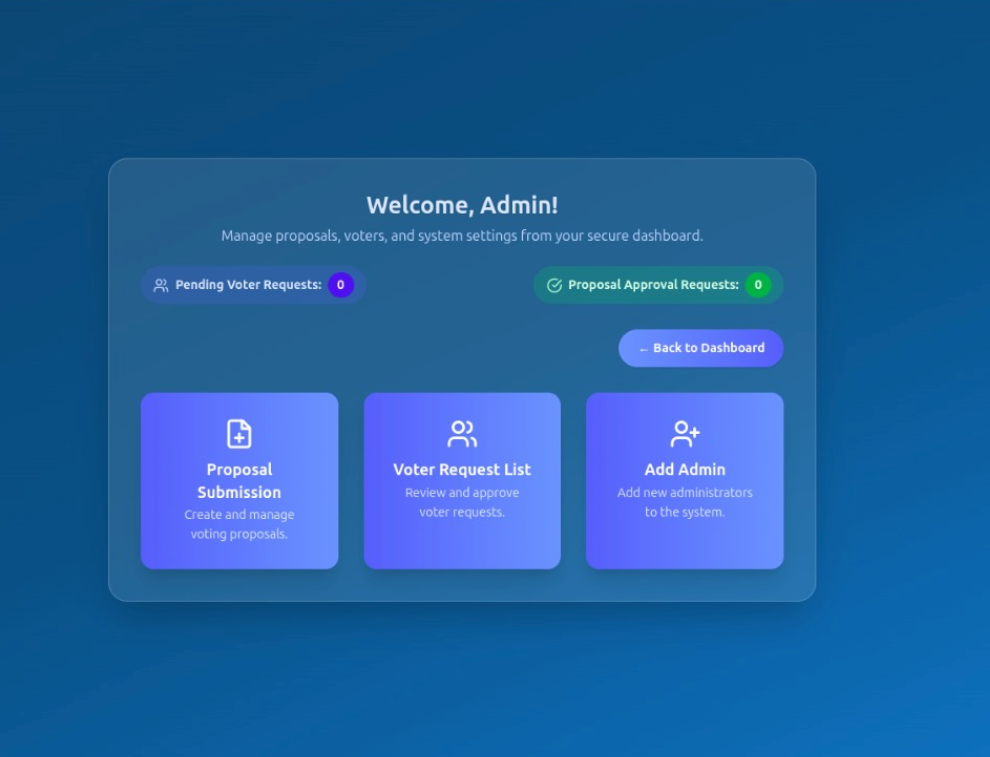 Welcome, Admin!
Manage proposals, voters, and system settings from your secure dashboard.
Pending Voter Requests: 0
Proposal Approval Requests: 0
← Back to Dashboard
Proposal
Submission
Create and manage
voting proposals.
Voter Request List
Review and approve
voter requests.
Add Admin
Add new administrators
to the system.